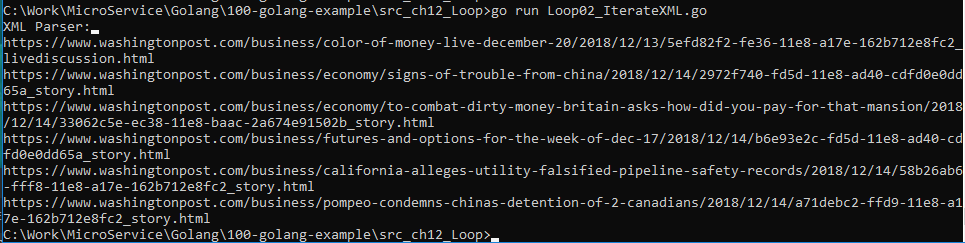 C:\Work\MicroService\Golang\100-golang-example\src_ch12_Loop>go run Loop02_IterateXML.go
XML Parser:
https://www.washingtonpost.com/business/color-of-money-live-december-20/2018/12/13/5efd82f2-fe36-11e8-a17e-162b712e8fc2_
livediscussion.html
https://www.washingtonpost.com/business/economy/signs-of-trouble-from-china/2018/12/14/2972f740-fd5d-11e8-ad40-cdfd0e0dd
65a_story.html
https://www.washingtonpost.com/business/economy/to-combat-dirty-money-britain-asks-how-did-you-pay-for-that-mansion/2018
/12/14/33062c5e-ec38-11e8-baac-2a674e91502b_story.html
https://www.washingtonpost.com/business/futures-and-options-for-the-week-of-dec-17/2018/12/14/b6e93e2c-fd5d-11e8-ad40-cd
fd0e0dd65a_story.html
https://www.washingtonpost.com/business/california-alleges-utility-falsified-pipeline-safety-records/2018/12/14/58b26ab6
-fff8-11e8-a17e-162b712e8fc2_story.html
https://www.washingtonpost.com/business/pompeo-condemns-chinas-detention-of-2-canadians/2018/12/14/a71debc2-ffd9-11e8-a1
7e-162b712e8fc2_story.html
C:\Work\MicroService\Golang\100-golang-example\src_ch12_Loop>